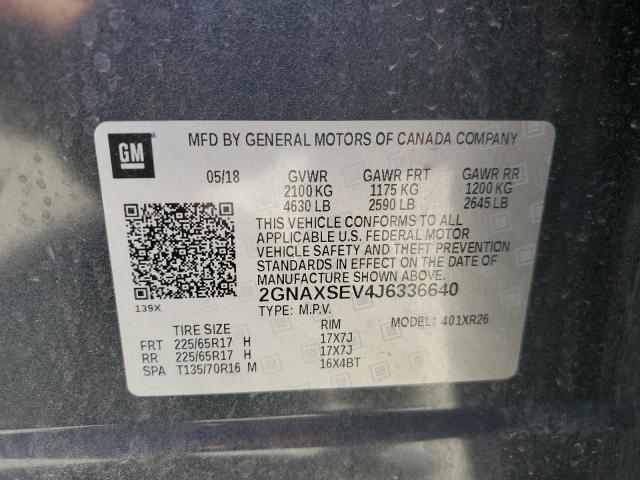 GM
MFD BY GENERAL MOTORS OF CANADA COMPANY
05/18 GVWR GAWR FRT GAWR RR
2100 KG 1175 KG 1200 KG
4630 LB 2590 LB 2645 LB
THIS VEHICLE CONFORMS TO ALL
APPLICABLE U.S. FEDERAL MOTOR
VEHICLE SAFETY AND THEFT PREVENTION
STANDARDS IN EFFECT ON THE DATE OF
MANUFACTURE SHOWN ABOVE.
2GNAXSEV4J6336640
139X TYPE: M.P.V. MODEL: 401XR26
TIRE SIZE RIM
FRT 225/65R17 H 17X7J
RR 225/65R17 H 17X7J
SPA T135/70R16 M 16X4BT